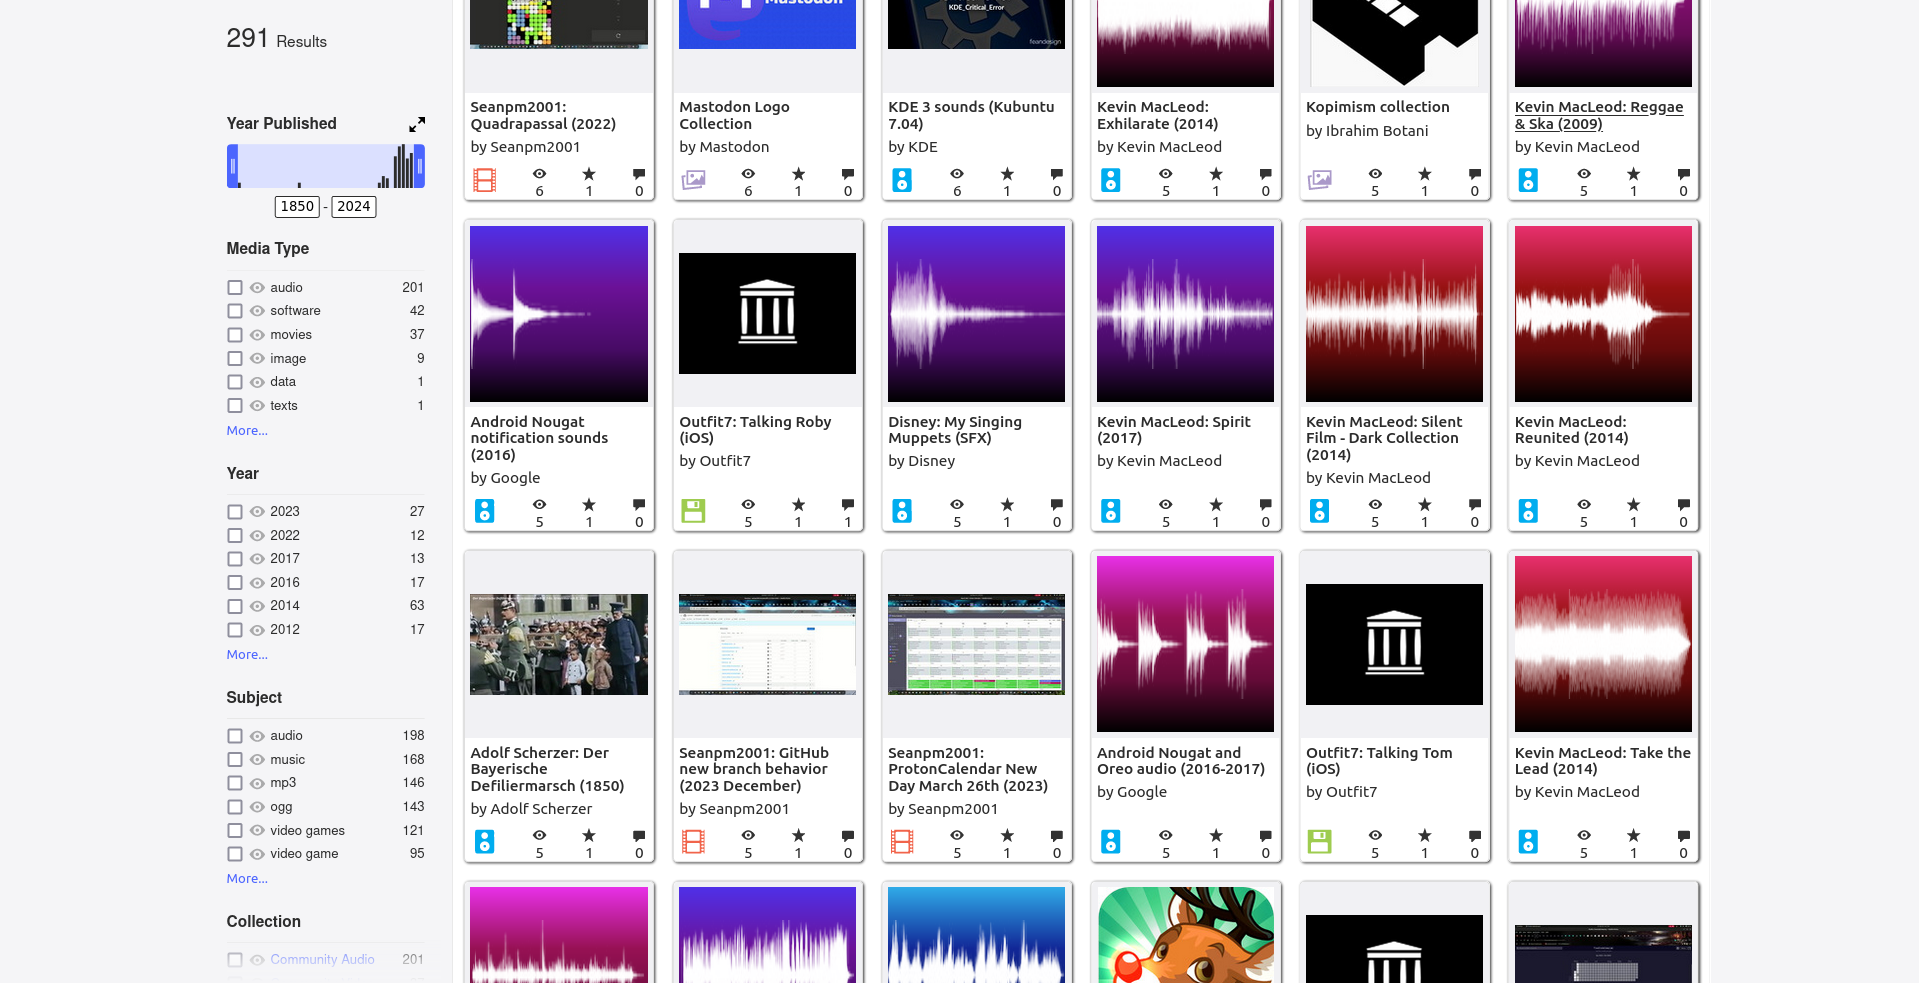 291 Results
Year Published
1850 - 2024
Media Type
audio 201
software 42
movies 37
image 9
data 1
texts 1
More...
Year
2023 27
2022 12
2017 13
2016 17
2014 63
2012 17
More...
Subject
audio 198
music 168
mp3 146
ogg 143
video games 121
video game 95
More...
Collection
Community Audio 201
Seanpm2001:
Quadrapassal (2022)
by Seanpm2001
6 1 0
Mastodon
Mastodon Logo
Collection
by Mastodon
6 1 0
KDE_Critical_Error
feandesign
KDE 3 sounds (Kubuntu
7.04)
by KDE
6 1 0
Kevin MacLeod:
Exhilarate (2014)
by Kevin MacLeod
5 1 0
Kopimism collection
by Ibrahim Botani
5 1 0
Kevin MacLeod: Reggae
& Ska (2009)
by Kevin MacLeod
5 1 0
Android Nougat
notification sounds
(2016)
by Google
5 1 0
Outfit7: Talking Roby
(iOS)
by Outfit7
5 1 1
Disney: My Singing
Muppets (SFX)
by Disney
5 1 0
Kevin MacLeod: Spirit
(2017)
by Kevin MacLeod
5 1 0
Kevin MacLeod: Silent
Film - Dark Collection
(2014)
by Kevin MacLeod
5 1 0
Kevin MacLeod:
Reunited (2014)
by Kevin MacLeod
5 1 0
Adolf Scherzer: Der
Bayerische
Defiliermarsch (1850)
by Adolf Scherzer
5 1 0
Seanpm2001: GitHub
new branch behavior
(2023 December)
by Seanpm2001
5 1 0
Seanpm2001:
ProtonCalendar New
Day March 26th (2023)
by Seanpm2001
5 1 0
Android Nougat and
Oreo audio (2016-2017)
by Google
5 1 0
Outfit7: Talking Tom
(iOS)
by Outfit7
5 1 0
Kevin MacLeod: Take the
Lead (2014)
by Kevin MacLeod
5 1 0